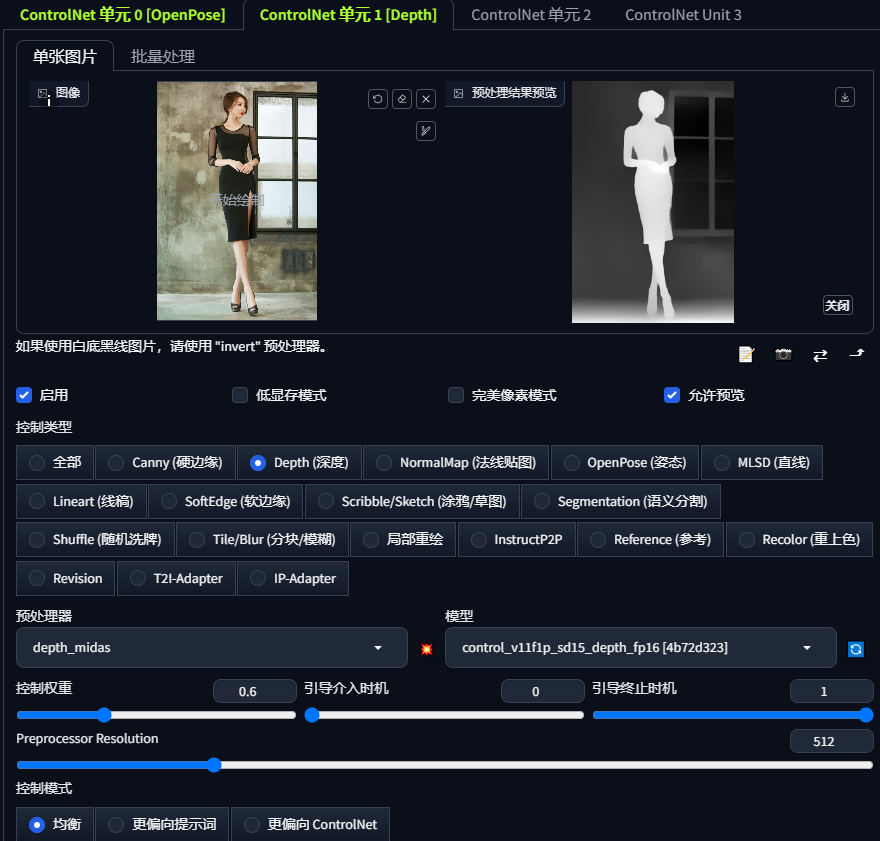 ControlNet 单元 0 [OpenPose] ControlNet 单元 1 [Depth] ControlNet 单元 2 ControlNet Unit 3
单张图片 批量处理
图像 预处理结果预览
开始绘制
关闭
如果使用白底黑线图片，请使用 "invert" 预处理器。
启用 低显存模式 完美像素模式 允许预览
控制类型
全部 Canny (硬边缘) Depth (深度) NormalMap (法线贴图) OpenPose (姿态) MLSD (直线)
Lineart (线稿) SoftEdge (软边缘) Scribble/Sketch (涂鸦/草图) Segmentation (语义分割)
Shuffle (随机洗牌) Tile/Blur (分块/模糊) 局部重绘 InstructP2P Reference (参考) Recolor (重上色)
Revision T2I-Adapter IP-Adapter
预处理器 模型
depth_midas control_v11f1p_sd15_depth_fp16 [4b72d323]
控制权重 0.6 引导介入时机 0 引导终止时机 1
Preprocessor Resolution 512
控制模式
均衡 更偏向提示词 更偏向 ControlNet